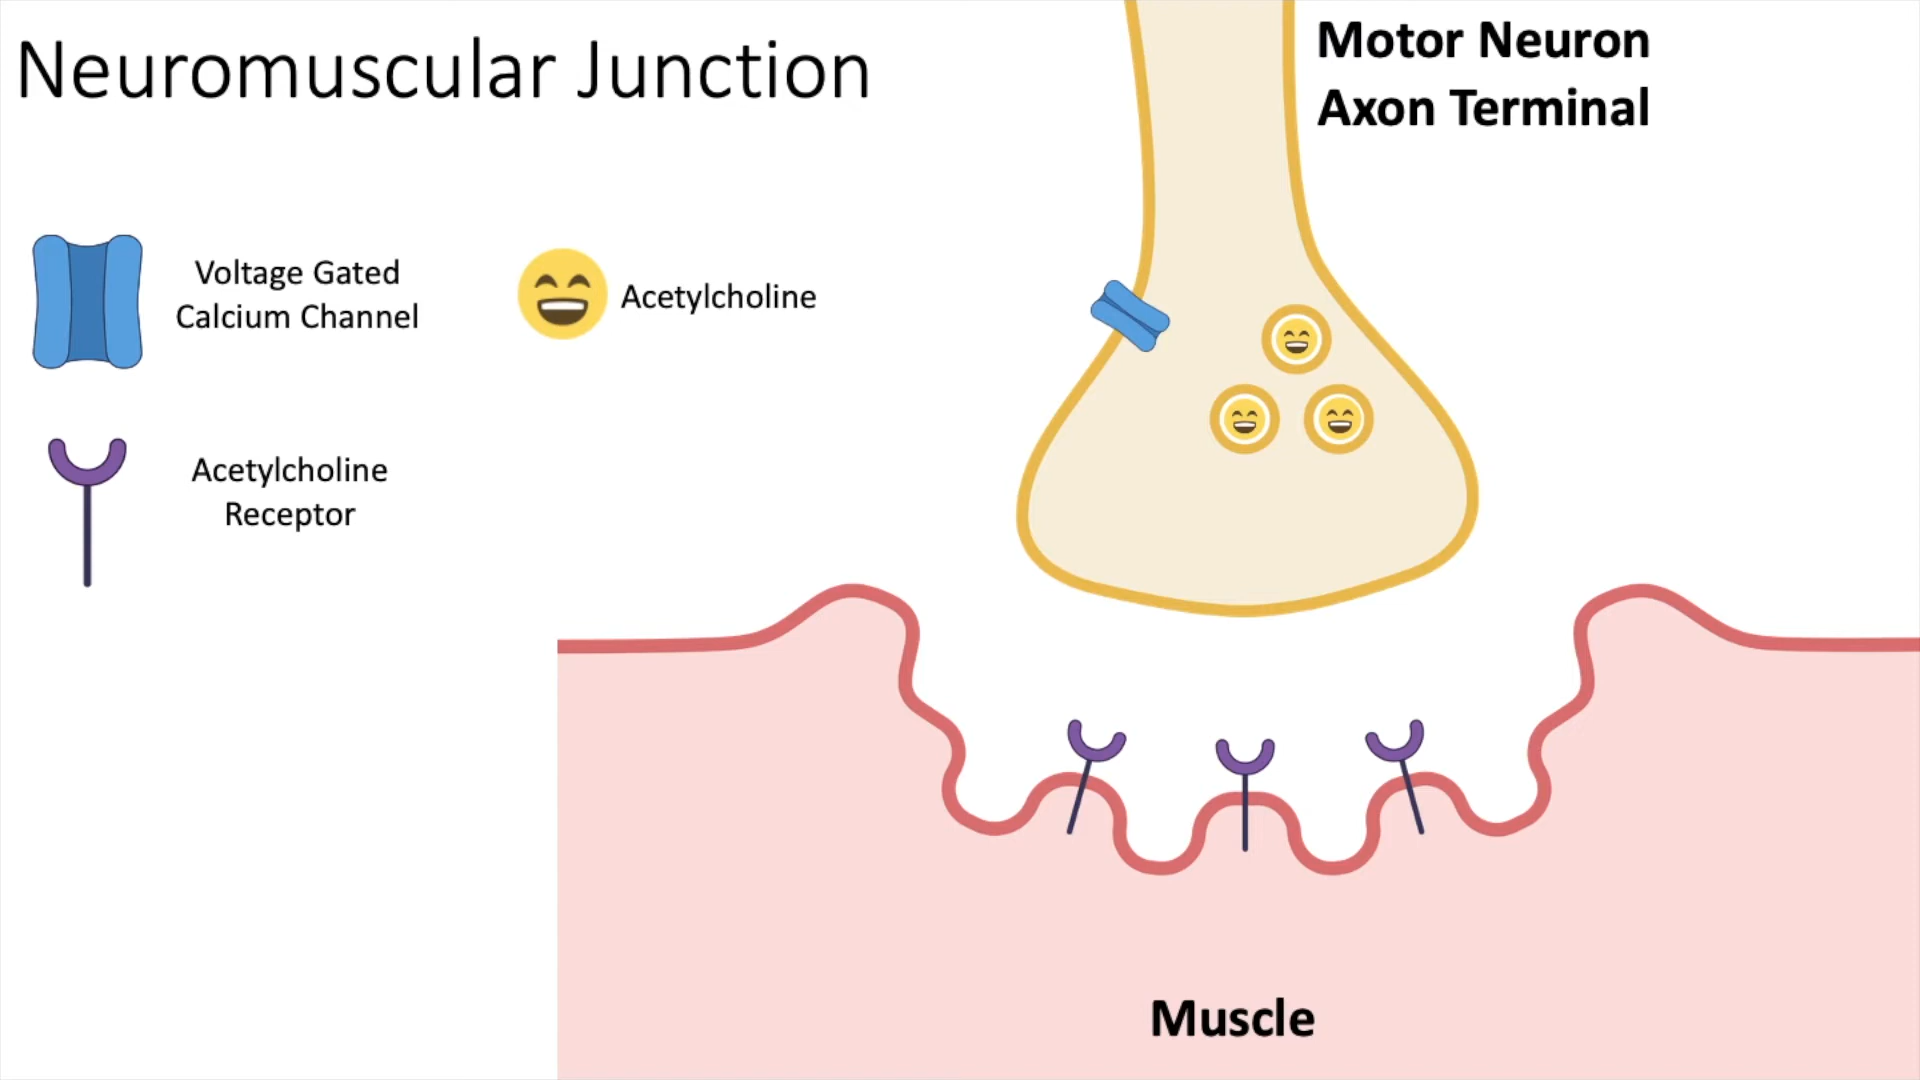 Neuromuscular Junction
Motor Neuron
Axon Terminal
Voltage Gated
Calcium Channel
Acetylcholine
Acetylcholine
Receptor
Muscle